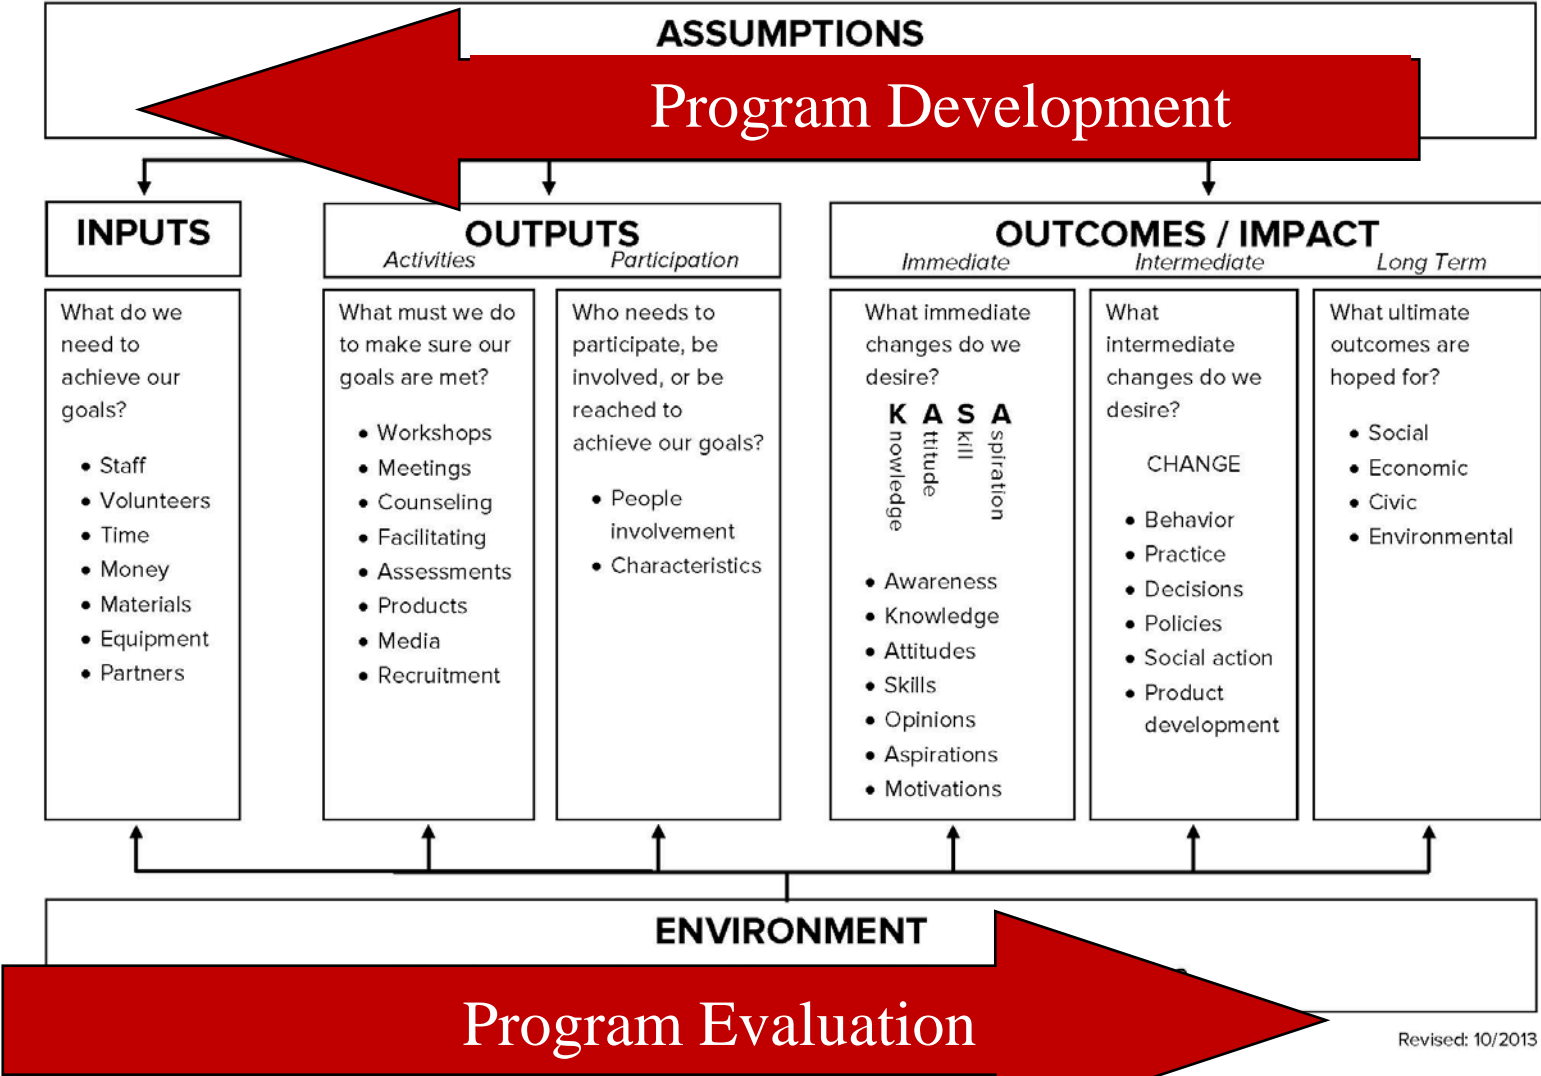 ASSUMPTIONS
Program Development
INPUTS
OUTPUTS
Activities
Participation
OUTCOMES / IMPACT
Immediate
Intermediate
Long Term
What do we
need to
achieve our
goals?
• Staff
• Volunteers
• Time
• Money
• Materials
• Equipment
• Partners
What must we do
to make sure our
goals are met?
• Workshops
• Meetings
• Counseling
• Facilitating
• Assessments
• Products
• Media
• Recruitment
Who needs to
participate, be
involved, or be
reached to
achieve our goals?
• People
involvement
• Characteristics
What immediate
changes do we
desire?
Knowledge
Attitude
Skill
Aspiration
• Awareness
• Knowledge
• Attitudes
• Skills
• Opinions
• Aspirations
• Motivations
What
intermediate
changes do we
desire?
CHANGE
• Behavior
• Practice
• Decisions
• Policies
• Social action
• Product
development
What ultimate
outcomes are
hoped for?
• Social
• Economic
• Civic
• Environmental
ENVIRONMENT
Program Evaluation
Revised: 10/2013